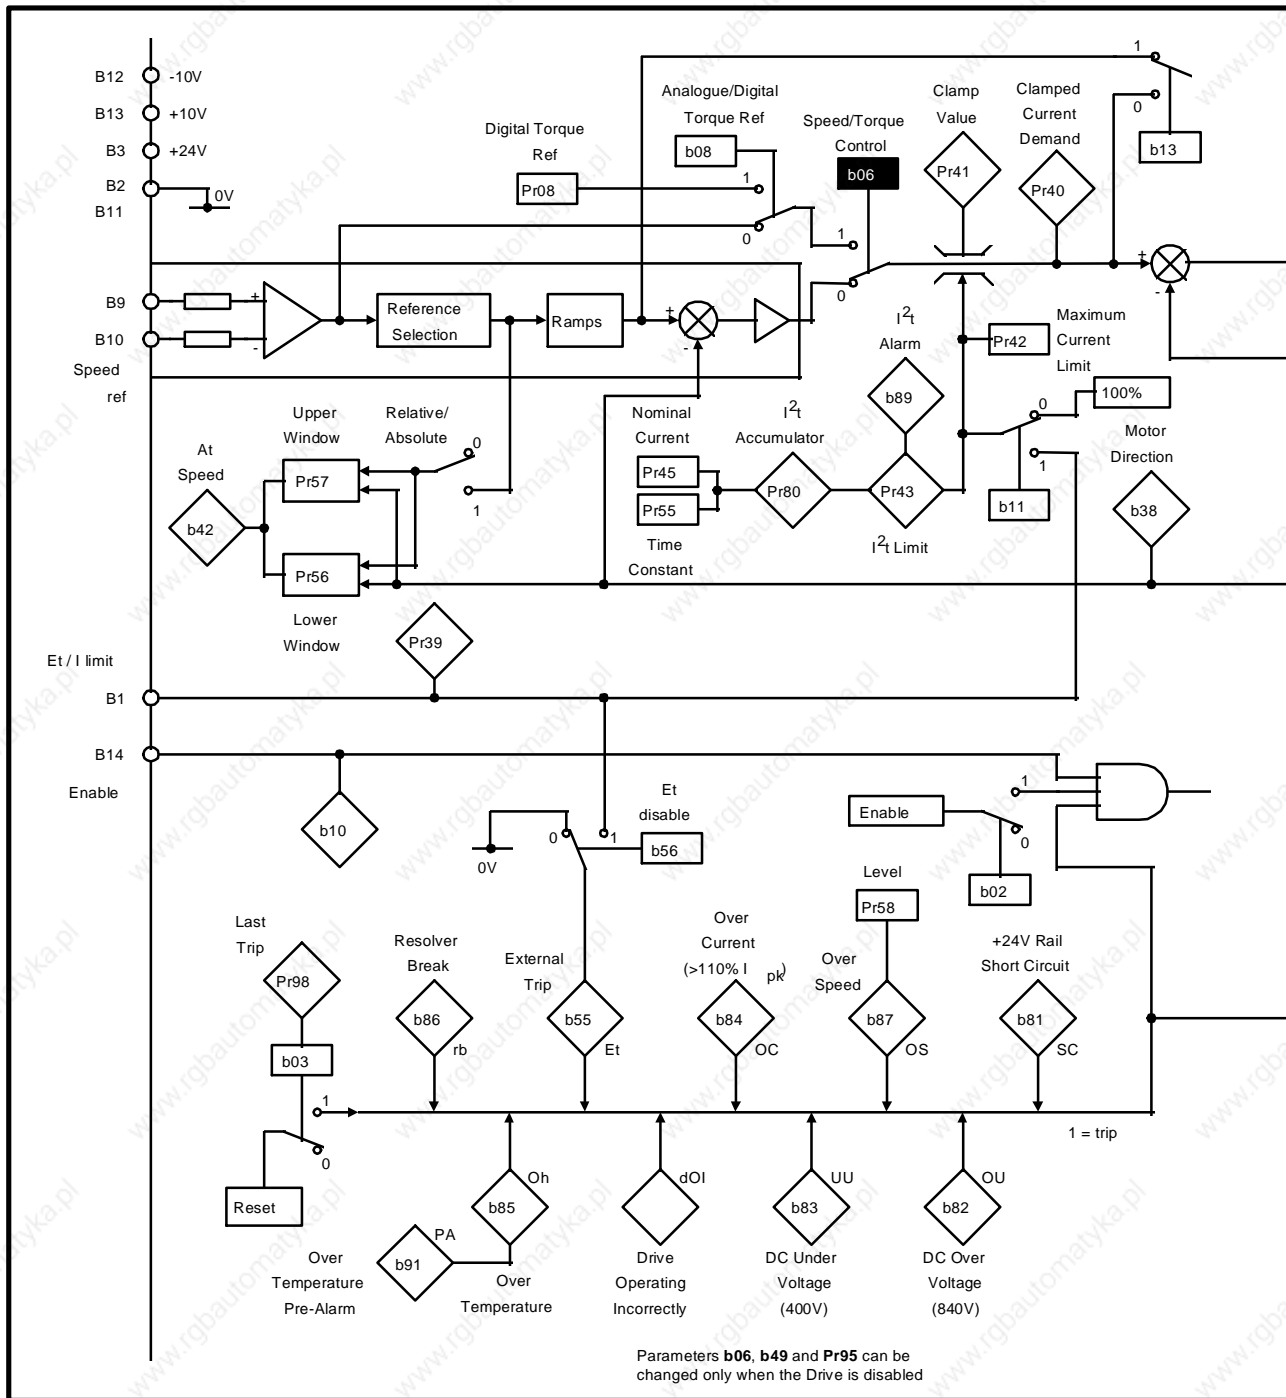 B12 -10V
B13 +10V
B3 +24V
B2
B11
0V
B9
B10
Speed
ref
+
-
Digital Torque
Ref
Pr08
Analogue/Digital
Torque Ref
b08
1
0
Speed/Torque
Control
b06
1
0
Clamp
Value
Pr41
Clamped
Current
Demand
Pr40
1
0
b13
+
-
Reference
Selection
Ramps
+
-
I²t
Alarm
b89
Pr42
Maximum
Current
Limit
100%
0
1
b11
Motor
Direction
b38
At
Speed
b42
Upper
Window
Pr57
Relative/
Absolute
0
1
Pr56
Lower
Window
Nominal
Current
Pr45
Pr55
Time
Constant
I²t
Accumulator
Pr80
Pr43
I²t Limit
Pr39
Et / I limit
B1
B14
Enable
b10
0V
0
1
Et
disable
b56
Enable
1
0
b02
Level
Pr58
Last
Trip
Pr98
b03
1
0
Reset
Resolver
Break
b86
rb
External
Trip
b55
Et
Over
Current
(>110% I pk)
b84
OC
Over
Speed
b87
OS
+24V Rail
Short Circuit
b81
SC
1 = trip
Oh
b85
PA
b91
Over
Temperature
Pre-Alarm
Over
Temperature
dOI
Drive
Operating
Incorrectly
UU
b83
DC Under
Voltage
(400V)
OU
b82
DC Over
Voltage
(840V)
Parameters b06, b49 and Pr95 can be
changed only when the Drive is disabled
www.rgbautomatyka.pl